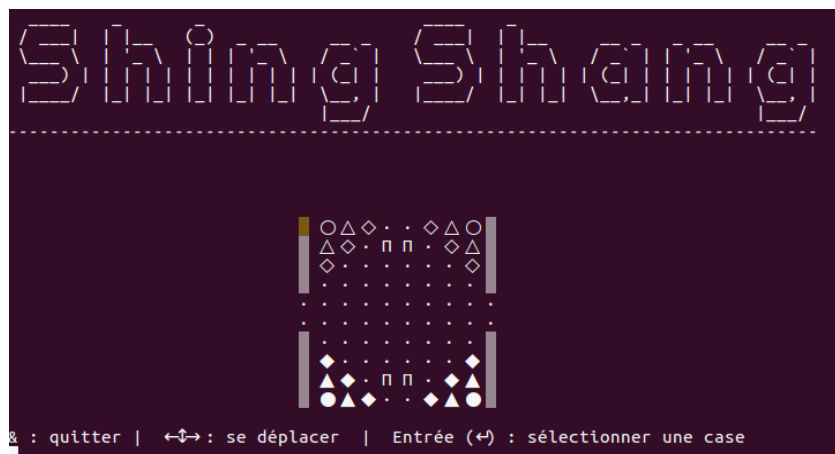 Shing Shang
& : quitter | ←↕→ : se déplacer | Entrée (↵) : sélectionner une case